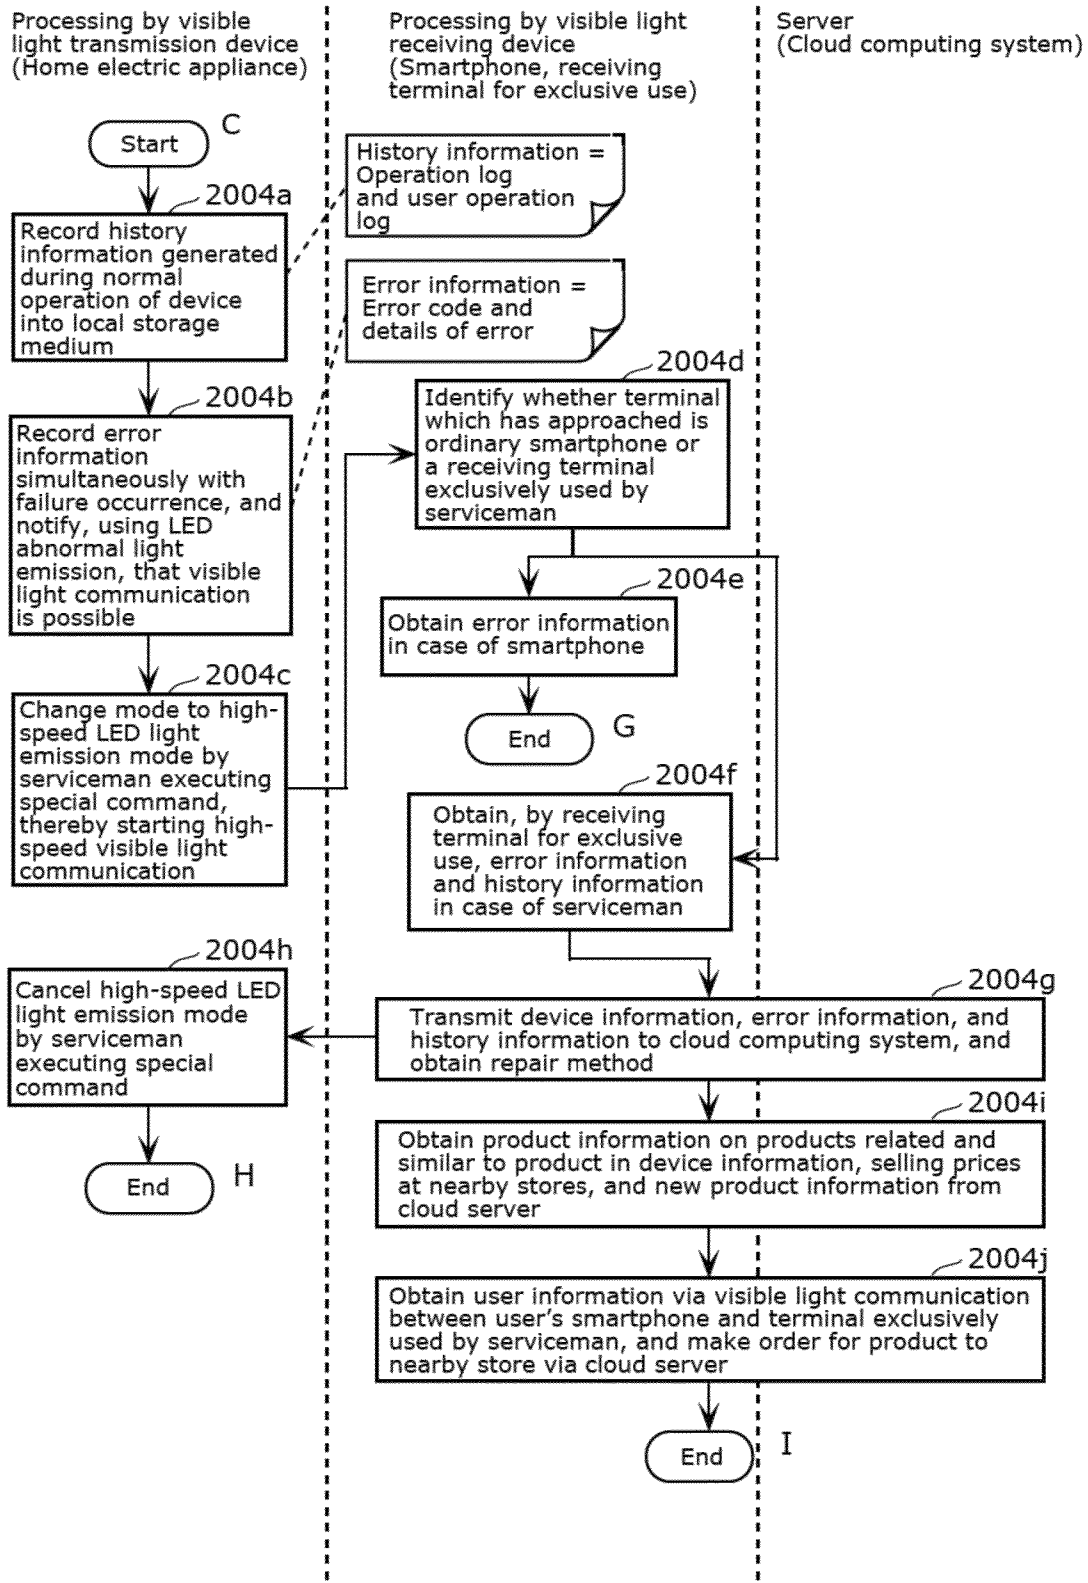 Processing by visible
light transmission device
(Home electric appliance)
Processing by visible light
receiving device
(Smartphone, receiving
terminal for exclusive use)
Server
(Cloud computing system)
Start
C
History information =
Operation log
and user operation
log
2004a
Record history
information generated
during normal
operation of device
into local storage
medium
Error information =
Error code and
details of error
2004b
Record error
information
simultaneously with
failure occurrence, and
notify, using LED
abnormal light
emission, that visible
light communication
is possible
2004d
Identify whether terminal
which has approached is
ordinary smartphone or
a receiving terminal
exclusively used by
serviceman
2004e
Obtain error information
in case of smartphone
End
G
2004c
Change mode to high-
speed LED light
emission mode by
serviceman executing
special command,
thereby starting high-
speed visible light
communication
2004f
Obtain, by receiving
terminal for exclusive
use, error information
and history information
in case of serviceman
2004h
Cancel high-speed LED
light emission mode
by serviceman
executing special
command
End
H
2004g
Transmit device information, error information, and
history information to cloud computing system, and
obtain repair method
2004i
Obtain product information on products related and
similar to product in device information, selling prices
at nearby stores, and new product information from
cloud server
2004j
Obtain user information via visible light communication
between user's smartphone and terminal exclusively
used by serviceman, and make order for product to
nearby store via cloud server
End
I